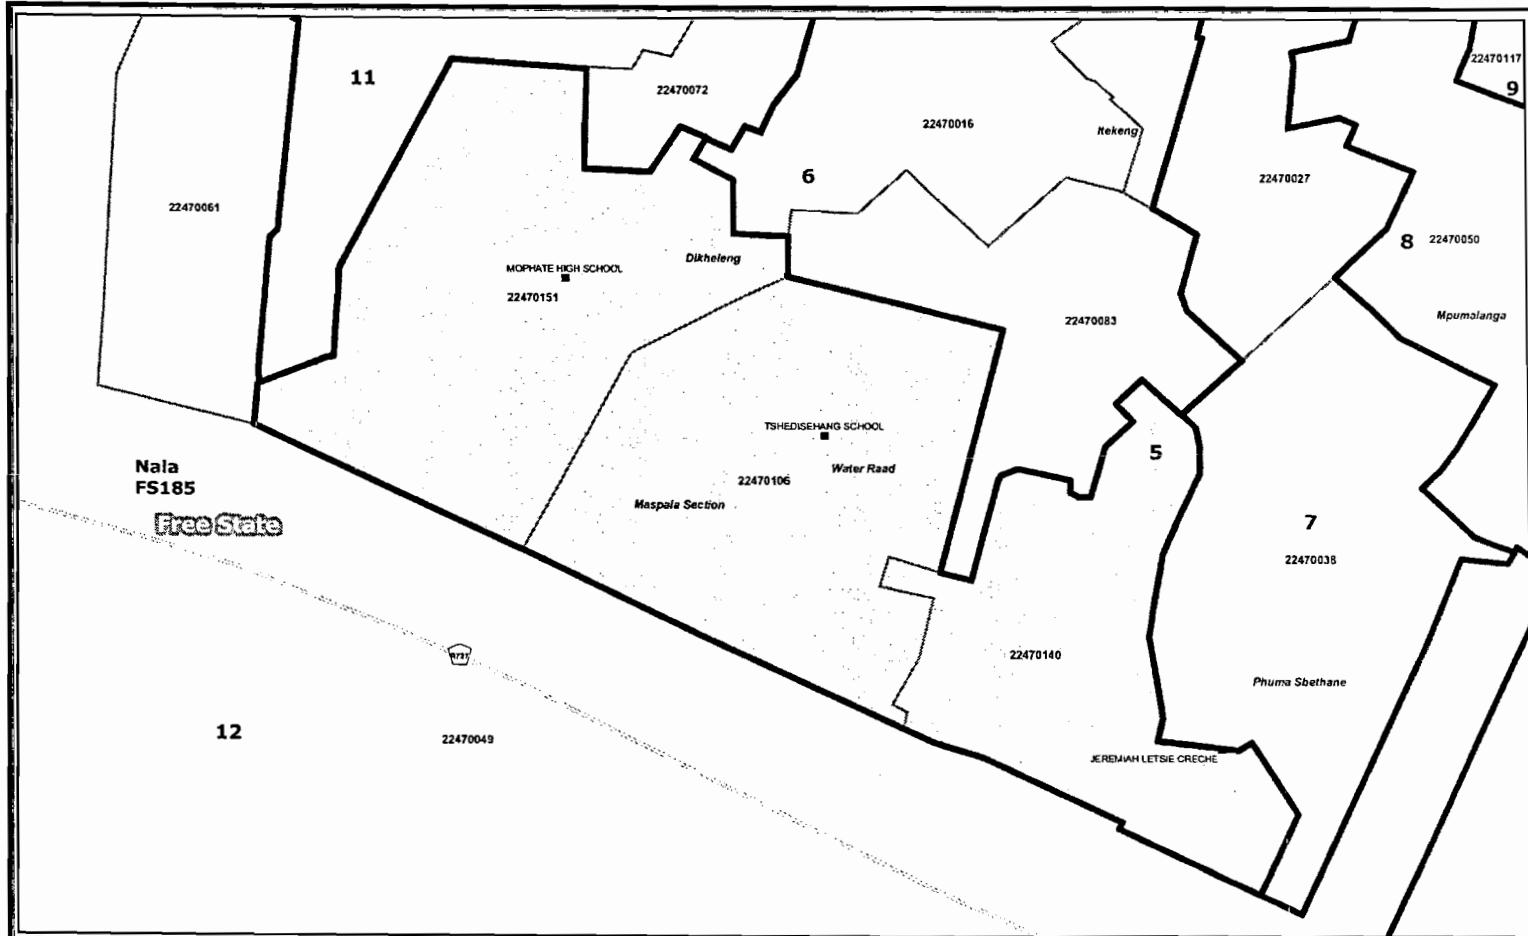 11
22470117
9
22470072
22470016
Itekeng
6
22470027
22470061
8
22470050
Dikheleng
MOPHATE HIGH SCHOOL
22470151
22470083
Mpumalanga
TSHEDISEHANG SCHOOL
5
Water Raad
22470106
Maspala Section
Nala
FS185
Free State
7
22470038
22470140
Phuma Sbethane
12
22470049
JEREMIAH LETSIE CRECHE